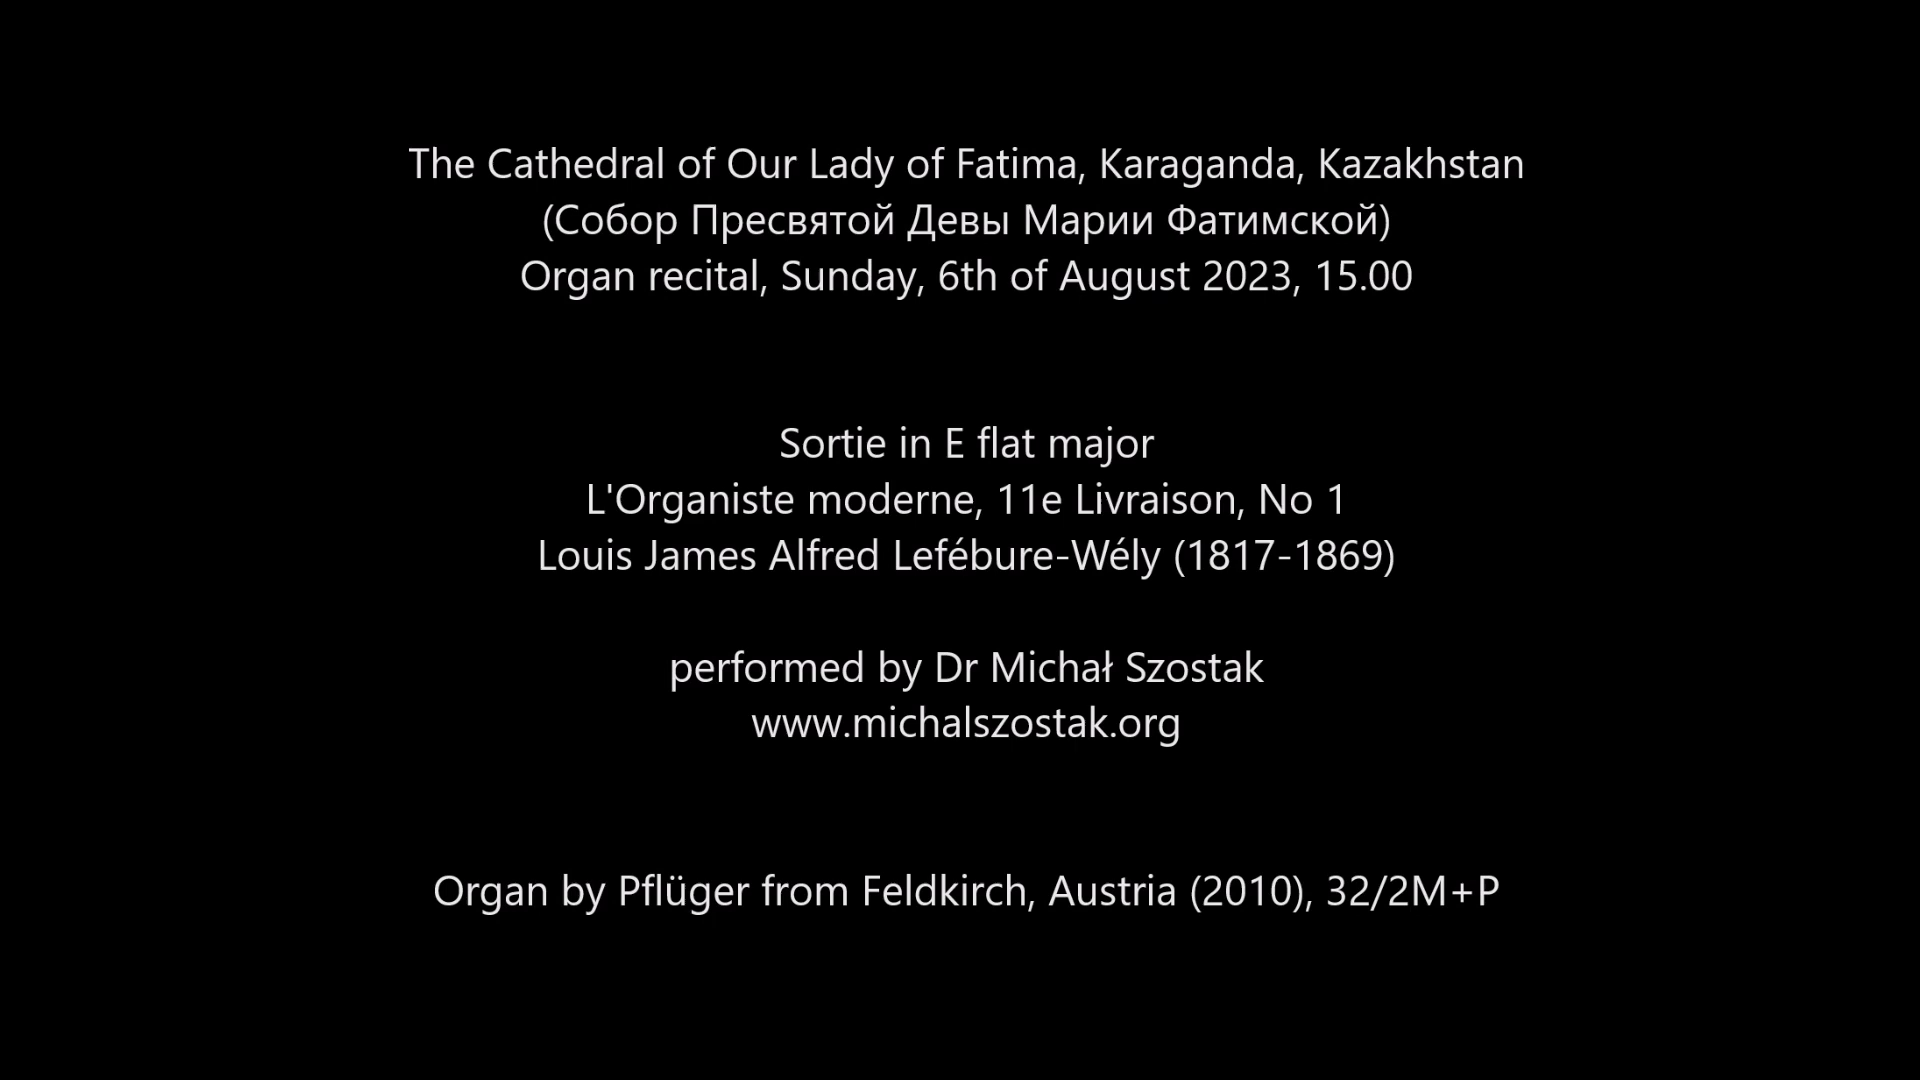 The Cathedral of Our Lady of Fatima, Karaganda, Kazakhstan
(Собор Пресвятой Девы Марии Фатимской)
Organ recital, Sunday, 6th of August 2023, 15.00
Sortie in E flat major
L'Organiste moderne, 11e Livraison, No 1
Louis James Alfred Lefébure-Wély (1817-1869)
performed by Dr Michał Szostak
www.michalszostak.org
Organ by Pflüger from Feldkirch, Austria (2010), 32/2M+P